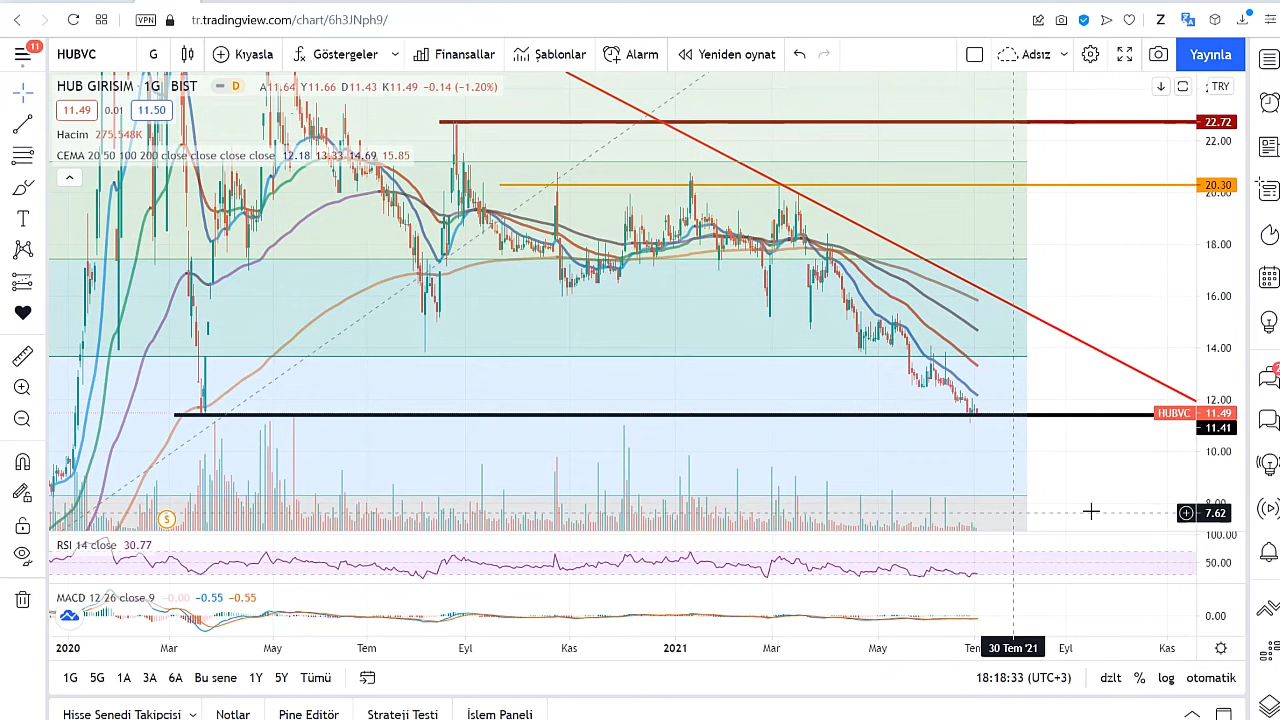 VPN
tr.tradingview.com/chart/6h3JNph9/
Z
11
HUBVC
G
Kıyasla
Göstergeler
Finansallar
Şablonlar
Alarm
Yeniden oynat
Adsız
Yayınla
HUB GIRISIM · 1G · BIST
D
A11.64 Y11.66 D11.43 K11.49 −0.14 (−1.20%)
TRY
11.49
0.01
11.50
Hacim 275.548K
CEMA 20 50 100 200 close close close close 12.18 13.33 14.69 15.85
22.72
22.00
20.30
20.00
18.00
16.00
14.00
12.00
HUBVC 11.49
11.41
10.00
8.00
7.62
S
RSI 14 close 30.77
100.00
50.00
MACD 12 26 close 9 −0.00 −0.55 −0.55
0.00
2020
Mar
May
Tem
Eyl
Kas
2021
Mar
May
30 Tem '21
Eyl
Kas
1G
5G
1A
3A
6A
Bu sene
1Y
5Y
Tümü
18:18:33 (UTC+3)
dzlt
%
log
otomatik
Hisse Senedi Takipçisi
Notlar
Pine Editör
Strateji Testi
İşlem Paneli